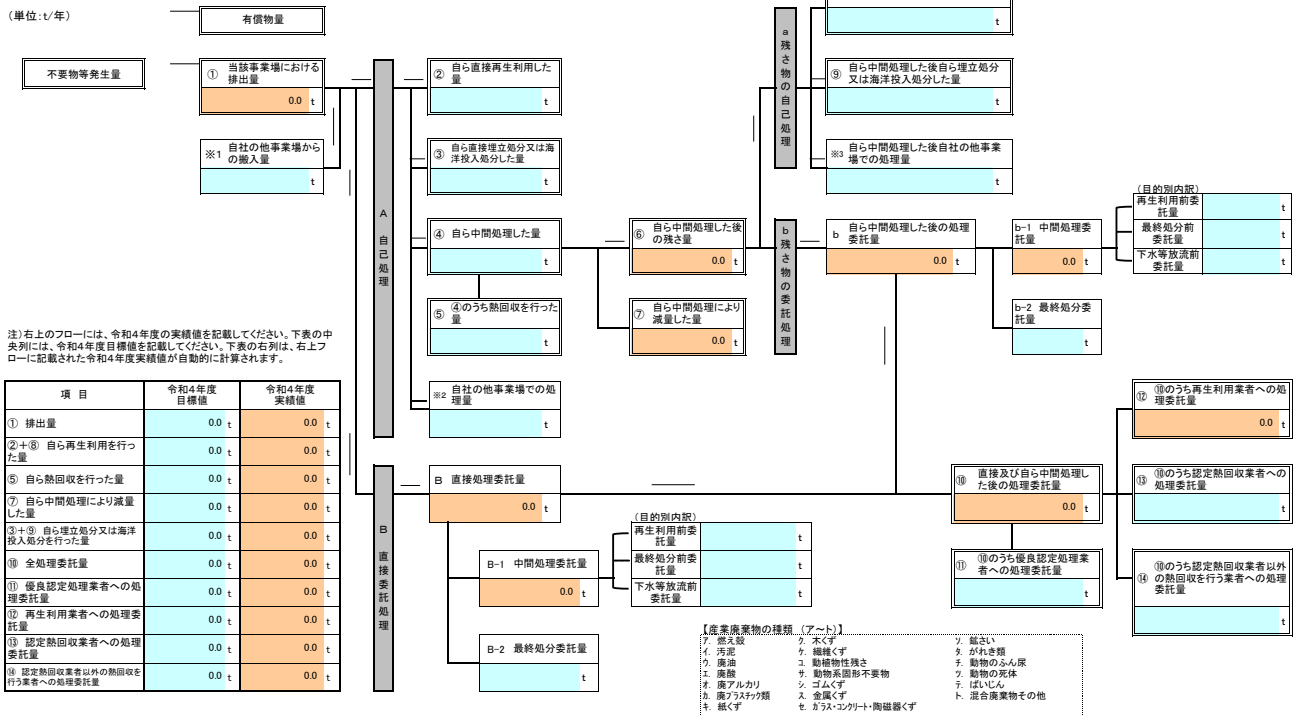 (単位:t/年)
有償物量
不要物等発生量
① 当該事業場における
排出量
0.0 t
※1 自社の他事業場から
の搬入量
t
A
自
己
処
理
② 自ら直接再生利用した
量
t
③ 自ら直接埋立処分又は海
洋投入処分した量
t
④ 自ら中間処理した量
t
⑤ ④のうち熱回収を行った
量
t
※2 自社の他事業場での処
理量
t
⑥ 自ら中間処理した後
の残さ量
0.0 t
⑦ 自ら中間処理により
減量した量
0.0 t
a
残
さ
物
の
自
己
処
理
t
⑨ 自ら中間処理した後自ら埋立処分
又は海洋投入処分した量
t
※3 自ら中間処理した後自社の他事業
場での処理量
t
b
残
さ
物
の
委
託
処
理
b 自ら中間処理した後の処理
委託量
0.0 t
b-1 中間処理委
託量
0.0 t
b-2 最終処分委
託量
t
(目的別内訳)
再生利用前委
託量 t
最終処分前
委託量 t
下水等放流前
委託量 t
注)右上のフローには、令和4年度の実績値を記載してください。下表の中
央列には、令和4年度目標値を記載してください。下表の右列は、右上フ
ローに記載された令和4年度実績値が自動的に計算されます。
項 目 令和4年度
目標値 令和4年度
実績値
① 排出量 0.0 t 0.0 t
②+⑧ 自ら再生利用を行っ
た量 0.0 t 0.0 t
⑤ 自ら熱回収を行った量 0.0 t 0.0 t
⑦ 自ら中間処理により減量
した量 0.0 t 0.0 t
③+⑨ 自ら埋立処分又は海洋
投入処分を行った量 0.0 t 0.0 t
⑩ 全処理委託量 0.0 t 0.0 t
⑪ 優良認定処理業者への処
理委託量 0.0 t 0.0 t
⑫ 再生利用業者への処理委
託量 0.0 t 0.0 t
⑬ 認定熱回収業者への処理
委託量 0.0 t 0.0 t
⑭ 認定熱回収業者以外の熱回収を
行う業者への処理委託量 0.0 t 0.0 t
B
直
接
委
託
処
理
B 直接処理委託量
0.0 t
B-1 中間処理委託量
0.0 t
B-2 最終処分委託量
t
(目的別内訳)
再生利用前委
託量 t
最終処分前委
託量 t
下水等放流前
委託量 t
⑩ 直接及び自ら中間処理し
た後の処理委託量
0.0 t
⑪ ⑩のうち優良認定処理業
者への処理委託量
t
⑫ ⑩のうち再生利用業者への処
理委託量
0.0 t
⑬ ⑩のうち認定熱回収業者への
処理委託量
t
⑭ ⑩のうち認定熱回収業者以外
の熱回収を行う業者への処理
委託量
t
【産業廃棄物の種類 (ア~ト)】
ア. 燃え殻 ク. 木くず ソ. 鉱さい
イ. 汚泥 ケ. 繊維くず タ. がれき類
ウ. 廃油 コ. 動植物性残さ チ. 動物のふん尿
エ. 廃酸 サ. 動物系固形不要物 ツ. 動物の死体
オ. 廃アルカリ シ. ゴムくず テ. ばいじん
カ. 廃プラスチック類 ス. 金属くず ト. 混合廃棄物その他
キ. 紙くず セ. ガラス・コンクリート・陶磁器くず